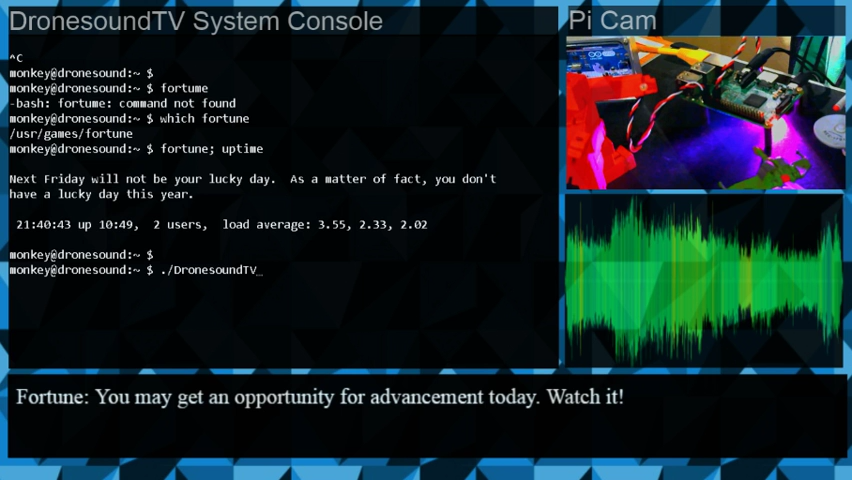 DronesoundTV System Console
Pi Cam
^C
monkey@dronesound:~ $
monkey@dronesound:~ $ fortume
-bash: fortume: command not found
monkey@dronesound:~ $ which fortune
/usr/games/fortune
monkey@dronesound:~ $ fortune; uptime
Next Friday will not be your lucky day.  As a matter of fact, you don't
have a lucky day this year.
21:40:43 up 10:49,  2 users,  load average: 3.55, 2.33, 2.02
monkey@dronesound:~ $
monkey@dronesound:~ $ ./DronesoundTV_
Fortune: You may get an opportunity for advancement today. Watch it!